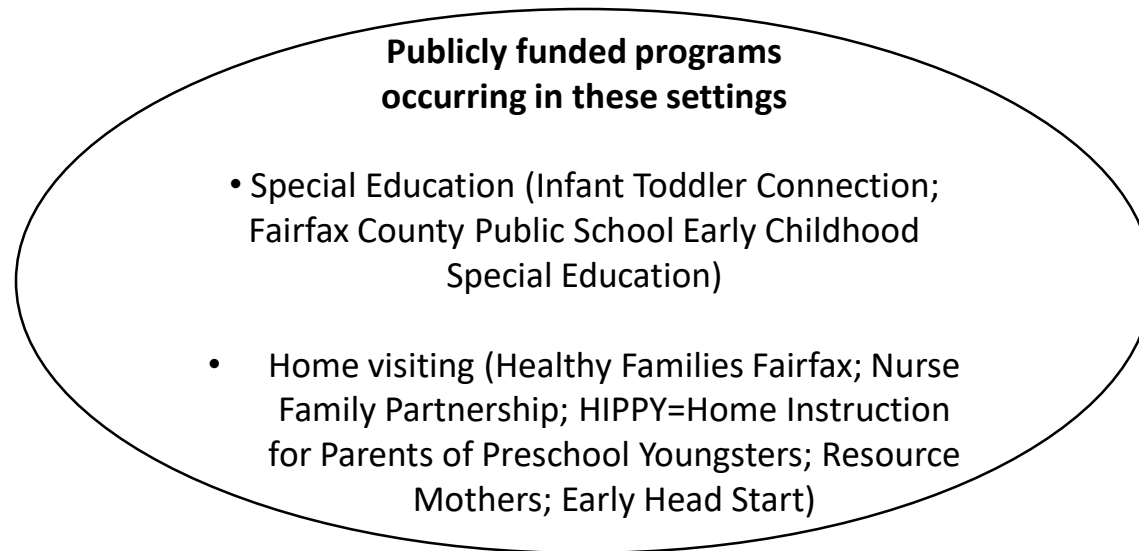 Publicly funded programs
occurring in these settings
• Special Education (Infant Toddler Connection;
Fairfax County Public School Early Childhood
Special Education)
• Home visiting (Healthy Families Fairfax; Nurse
Family Partnership; HIPPY=Home Instruction
for Parents of Preschool Youngsters; Resource
Mothers; Early Head Start)